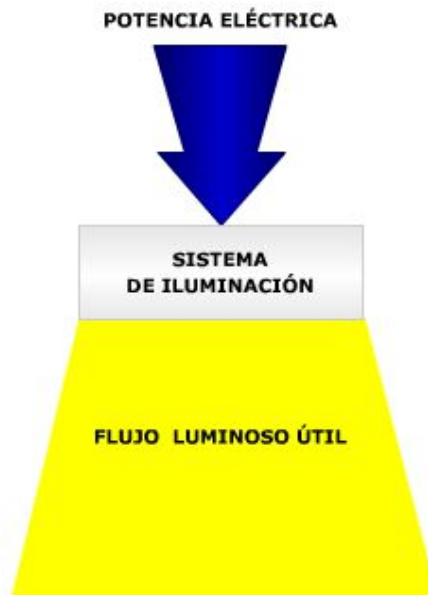 POTENCIA ELÉCTRICA
SISTEMA
DE ILUMINACIÓN
FLUJO LUMINOSO ÚTIL